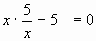 x · 5/x − 5 = 0